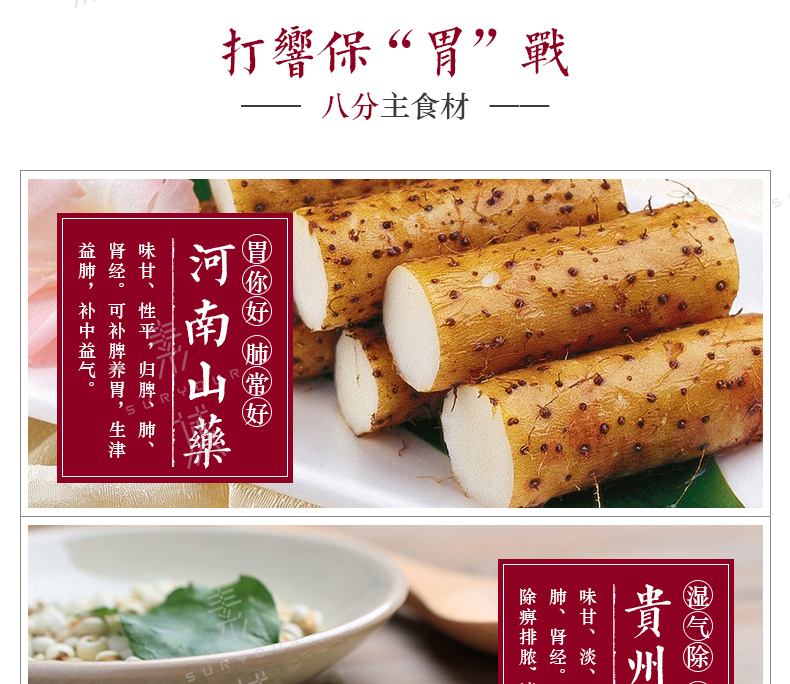 打響保“胃”戰
八分主食材
胃你好 肺常好
河南山藥
味甘、性平，归脾、肺、
肾经。可补脾养胃，生津
益肺，补中益气。
湿气除
貴州
味甘、淡、
肺、肾经。
除痹排脓，
SURYOUR